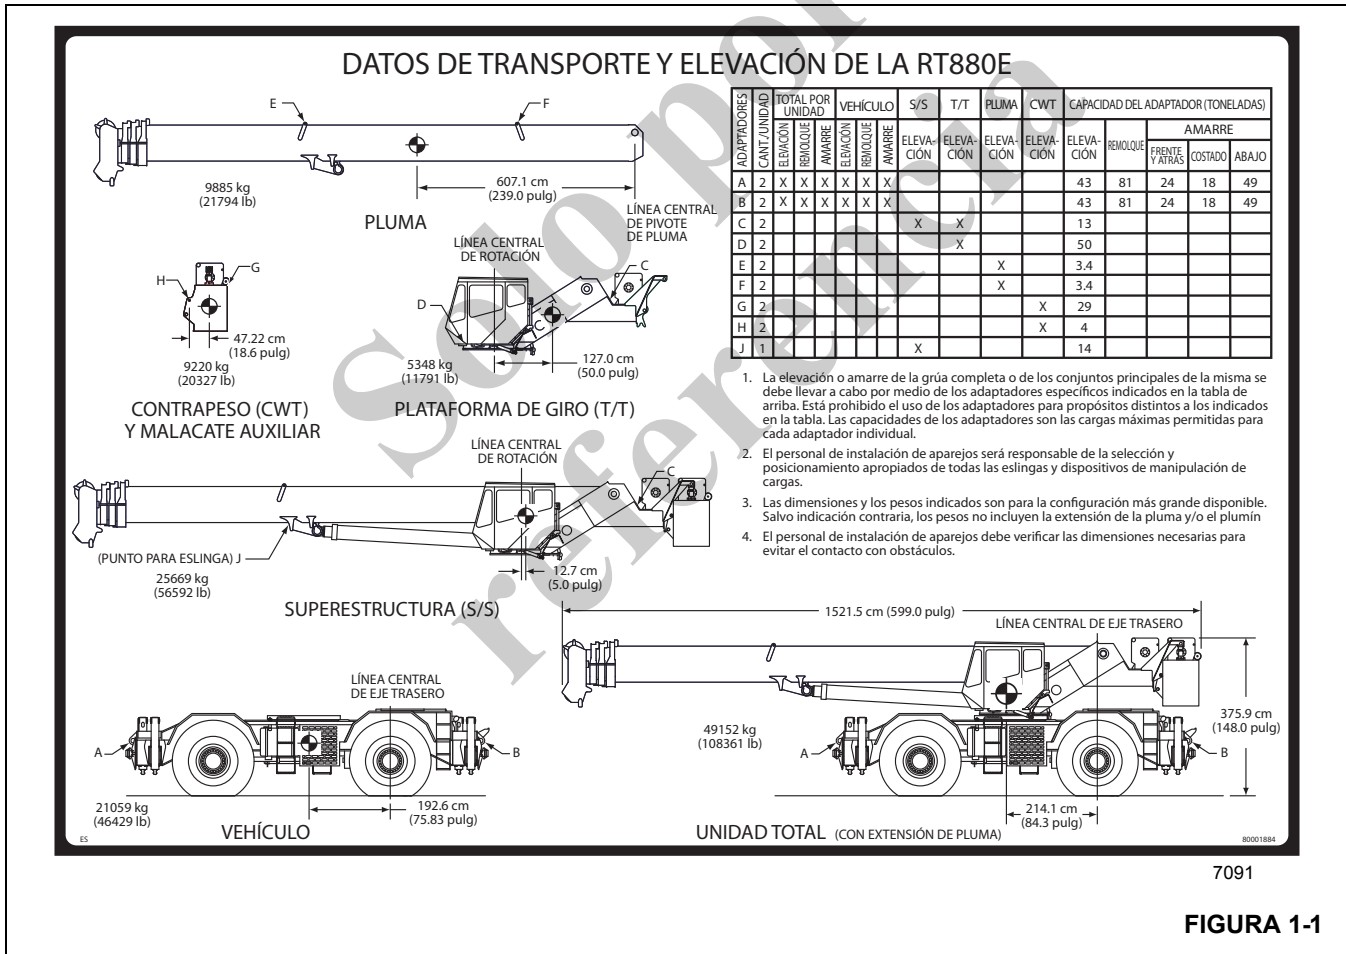 DATOS DE TRANSPORTE Y ELEVACIÓN DE LA RT880E
E
F
9885 kg
(21794 lb)
607.1 cm
(239.0 pulg)
LÍNEA CENTRAL
DE PIVOTE
DE PLUMA
PLUMA
H
G
47.22 cm
(18.6 pulg)
9220 kg
(20327 lb)
CONTRAPESO (CWT)
Y MALACATE AUXILIAR
LÍNEA CENTRAL
DE ROTACIÓN
C
D
5348 kg
(11791 lb)
127.0 cm
(50.0 pulg)
PLATAFORMA DE GIRO (T/T)
ADAPTADORES CANT./UNIDAD TOTAL POR UNIDAD VEHÍCULO S/S T/T PLUMA CWT CAPACIDAD DEL ADAPTADOR (TONELADAS)
ELEVACIÓN REMOLQUE AMARRE ELEVACIÓN REMOLQUE AMARRE ELEVA-CIÓN ELEVA-CIÓN ELEVA-CIÓN ELEVA-CIÓN ELEVA-CIÓN REMOLQUE AMARRE
FRENTE Y ATRÁS COSTADO ABAJO
A 2 X X X X X X 43 81 24 18 49
B 2 X X X X X X 43 81 24 18 49
C 2 X X 13
D 2 X 50
E 2 X 3.4
F 2 X 3.4
G 2 X 29
H 2 X 4
J 1 X 14
1. La elevación o amarre de la grúa completa o de los conjuntos principales de la misma se
debe llevar a cabo por medio de los adaptadores específicos indicados en la tabla de
arriba. Está prohibido el uso de los adaptadores para propósitos distintos a los indicados
en la tabla. Las capacidades de los adaptadores son las cargas máximas permitidas para
cada adaptador individual.
2. El personal de instalación de aparejos será responsable de la selección y
posicionamiento apropiados de todas las eslingas y dispositivos de manipulación de
cargas.
3. Las dimensiones y los pesos indicados son para la configuración más grande disponible.
Salvo indicación contraria, los pesos no incluyen la extensión de la pluma y/o el plumín
4. El personal de instalación de aparejos debe verificar las dimensiones necesarias para
evitar el contacto con obstáculos.
LÍNEA CENTRAL
DE ROTACIÓN
C
(PUNTO PARA ESLINGA) J
25669 kg
(56592 lb)
12.7 cm
(5.0 pulg)
SUPERESTRUCTURA (S/S)
LÍNEA CENTRAL
DE EJE TRASERO
A
B
21059 kg
(46429 lb)
192.6 cm
(75.83 pulg)
VEHÍCULO
1521.5 cm (599.0 pulg)
LÍNEA CENTRAL DE EJE TRASERO
49152 kg
(108361 lb)
375.9 cm
(148.0 pulg)
A
B
214.1 cm
(84.3 pulg)
UNIDAD TOTAL (CON EXTENSIÓN DE PLUMA)
ES
80001884
7091
FIGURA 1-1
Solo por
referencia